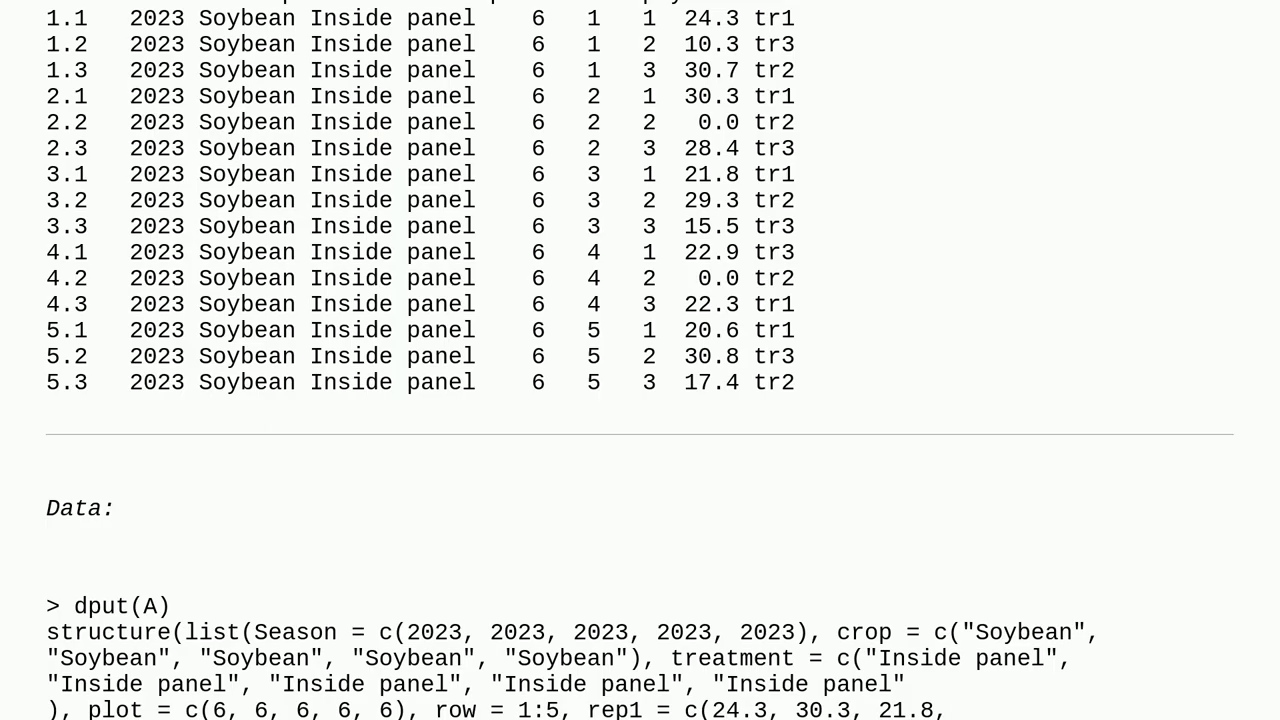 1.1   2023 Soybean Inside panel    6   1   1  24.3 tr1
1.2   2023 Soybean Inside panel    6   1   2  10.3 tr3
1.3   2023 Soybean Inside panel    6   1   3  30.7 tr2
2.1   2023 Soybean Inside panel    6   2   1  30.3 tr1
2.2   2023 Soybean Inside panel    6   2   2   0.0 tr2
2.3   2023 Soybean Inside panel    6   2   3  28.4 tr3
3.1   2023 Soybean Inside panel    6   3   1  21.8 tr1
3.2   2023 Soybean Inside panel    6   3   2  29.3 tr2
3.3   2023 Soybean Inside panel    6   3   3  15.5 tr3
4.1   2023 Soybean Inside panel    6   4   1  22.9 tr3
4.2   2023 Soybean Inside panel    6   4   2   0.0 tr2
4.3   2023 Soybean Inside panel    6   4   3  22.3 tr1
5.1   2023 Soybean Inside panel    6   5   1  20.6 tr1
5.2   2023 Soybean Inside panel    6   5   2  30.8 tr3
5.3   2023 Soybean Inside panel    6   5   3  17.4 tr2
Data:
> dput(A)
structure(list(Season = c(2023, 2023, 2023, 2023, 2023), crop = c("Soybean",
"Soybean", "Soybean", "Soybean", "Soybean"), treatment = c("Inside panel",
"Inside panel", "Inside panel", "Inside panel", "Inside panel"
), plot = c(6, 6, 6, 6, 6), row = 1:5, rep1 = c(24.3, 30.3, 21.8,